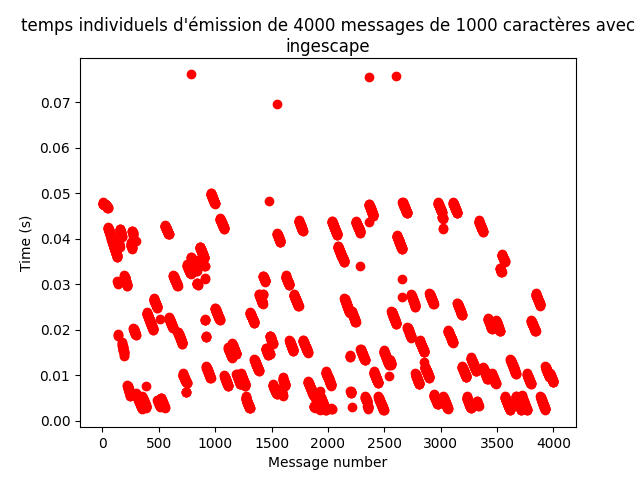 temps individuels d'émission de 4000 messages de 1000 caractères avec
ingescape
0.07
0.06
0.05
0.04
0.03
0.02
0.01
0.00
Time (s)
0 500 1000 1500 2000 2500 3000 3500 4000
Message number